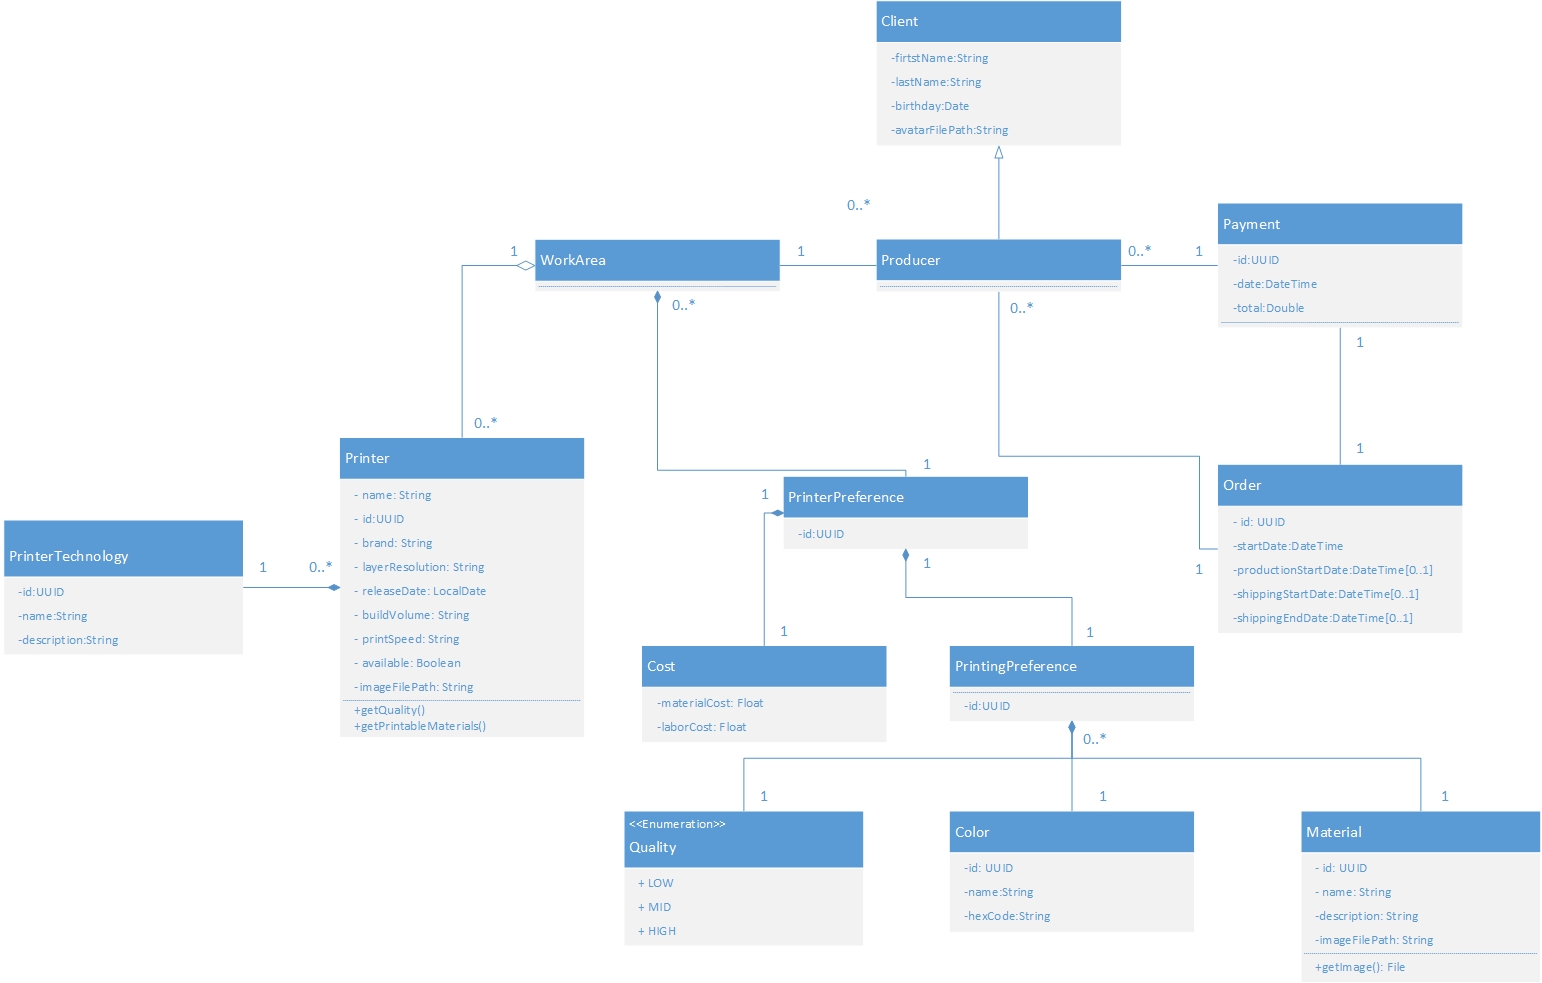 Client
-firtstName:String
-lastName:String
-birthday:Date
-avatarFilePath:String
0..*
1
WorkArea
1
Producer
0..*
1
Payment
-id:UUID
-date:DateTime
-total:Double
0..*
0..*
1
0..*
1
Printer
- name: String
- id:UUID
- brand: String
- layerResolution: String
- releaseDate: LocalDate
- buildVolume: String
- printSpeed: String
- available: Boolean
-imageFilePath: String
+getQuality()
+getPrintableMaterials()
PrinterTechnology
-id:UUID
-name:String
-description:String
1
0..*
1
1
PrinterPreference
-id:UUID
1
Order
- id: UUID
-startDate:DateTime
-productionStartDate:DateTime[0..1]
-shippingStartDate:DateTime[0..1]
-shippingEndDate:DateTime[0..1]
1
1
1
Cost
-materialCost: Float
-laborCost: Float
PrintingPreference
-id:UUID
0..*
1
1
1
<<Enumeration>>
Quality
+ LOW
+ MID
+ HIGH
Color
-id: UUID
-name:String
-hexCode:String
Material
- id: UUID
- name: String
-description: String
-imageFilePath: String
+getImage(): File